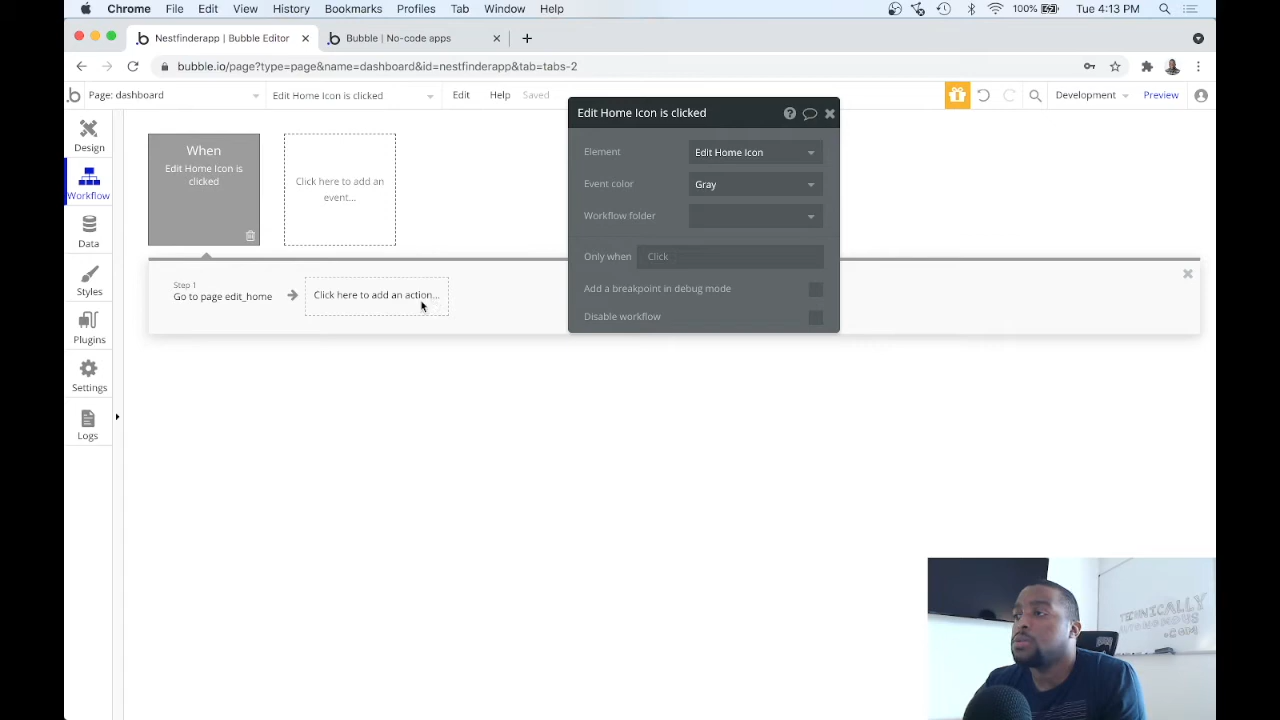 Chrome File Edit View History Bookmarks Profiles Tab Window Help 100% Tue 4:13 PM
Nestfinderapp | Bubble Editor
Bubble | No-code apps
bubble.io/page?type=page&name=dashboard&id=nestfinderapp&tab=tabs-2
Page: dashboard
Edit Home Icon is clicked
Edit Help Saved
Development
Preview
Design
Workflow
Data
Styles
Plugins
Settings
Logs
When
Edit Home Icon is
clicked
Click here to add an
event...
Step 1
Go to page edit_home
Click here to add an action...
Edit Home Icon is clicked
Element
Edit Home Icon
Event color
Gray
Workflow folder
Only when
Click
Add a breakpoint in debug mode
Disable workflow
TECHNICALLY
AUTONOMOUS
.COM